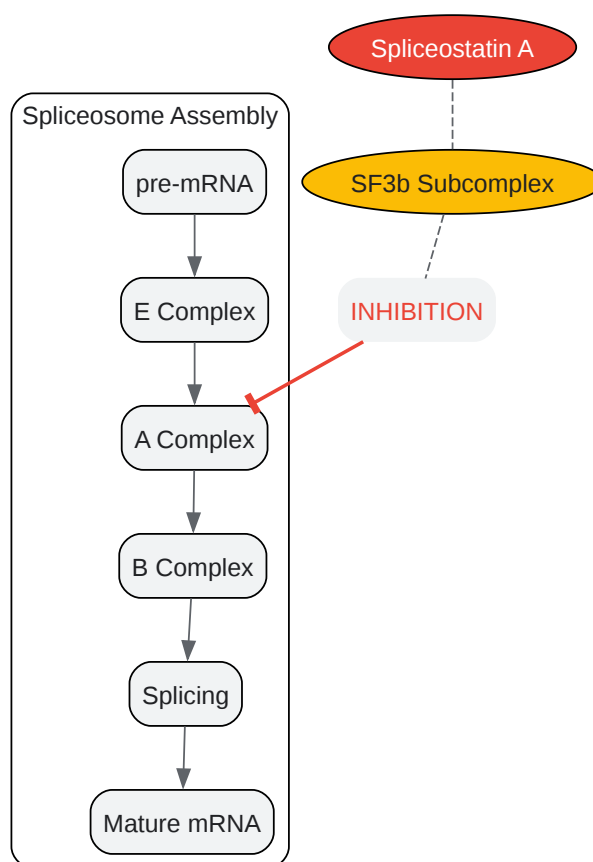 Spliceostatin A
Spliceosome Assembly
pre-mRNA
SF3b Subcomplex
E Complex
INHIBITION
A Complex
B Complex
Splicing
Mature mRNA